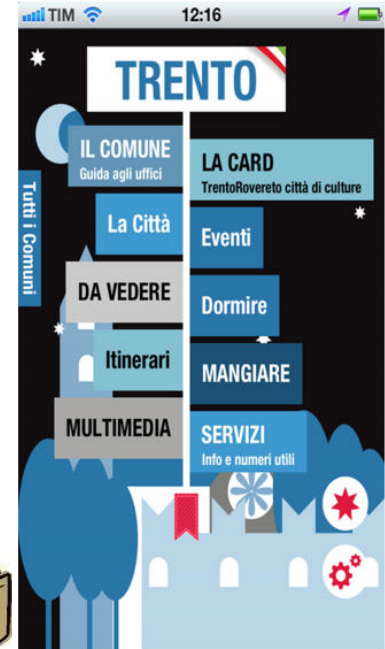 TIM 12:16
TRENTO
IL COMUNE
Guida agli uffici
LA CARD
TrentoRovereto città di culture
Tutti i Comuni
La Città
Eventi
DA VEDERE
Dormire
Itinerari
MANGIARE
MULTIMEDIA
SERVIZI
Info e numeri utili